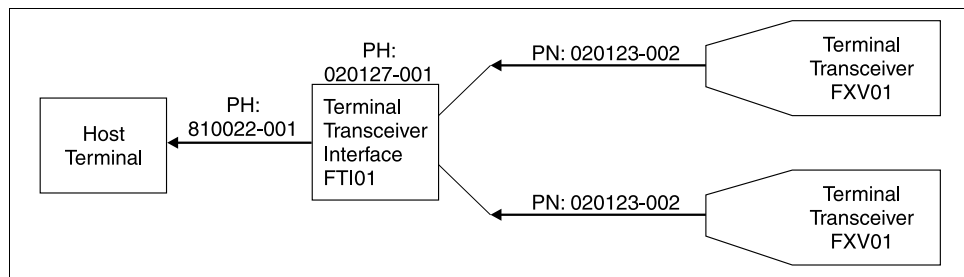 PH:
020127-001
PN: 020123-002
Terminal
Transceiver
FXV01
PH:
810022-001
Host
Terminal
Terminal
Transceiver
Interface
FTI01
PN: 020123-002
Terminal
Transceiver
FXV01